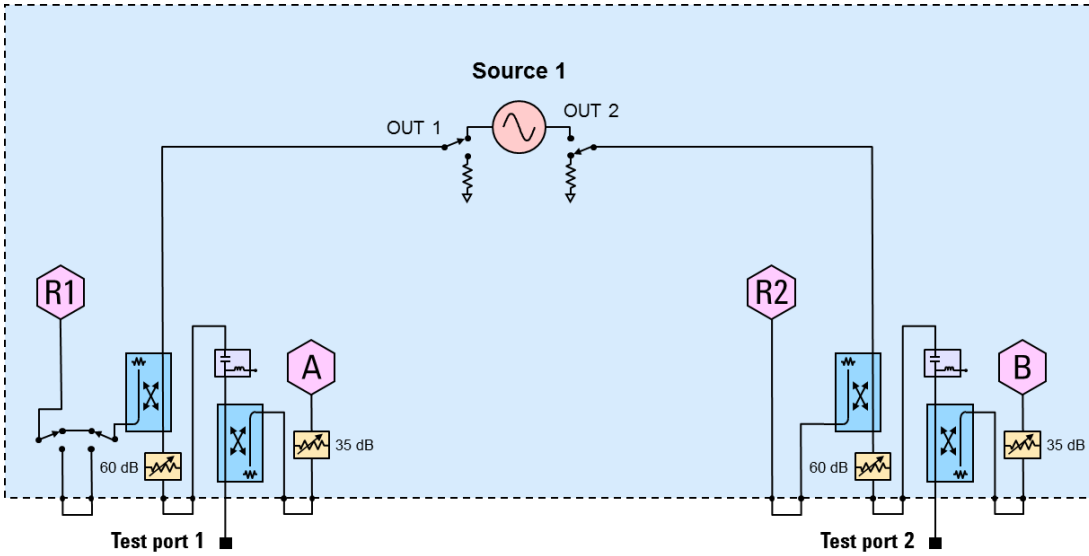 Source 1
OUT 1
OUT 2
R1
R2
A
B
60 dB
35 dB
60 dB
35 dB
Test port 1
Test port 2